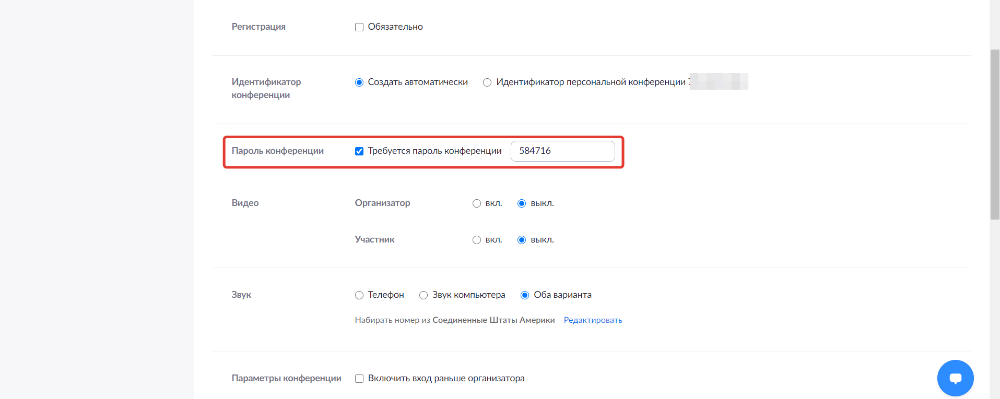 Регистрация Обязательно
Идентификатор конференции Создать автоматически Идентификатор персональной конференции
Пароль конференции Требуется пароль конференции 584716
Видео Организатор вкл. выкл.
Участник вкл. выкл.
Звук Телефон Звук компьютера Оба варианта
Набирать номер из Соединенные Штаты Америки Редактировать
Параметры конференции Включить вход раньше организатора